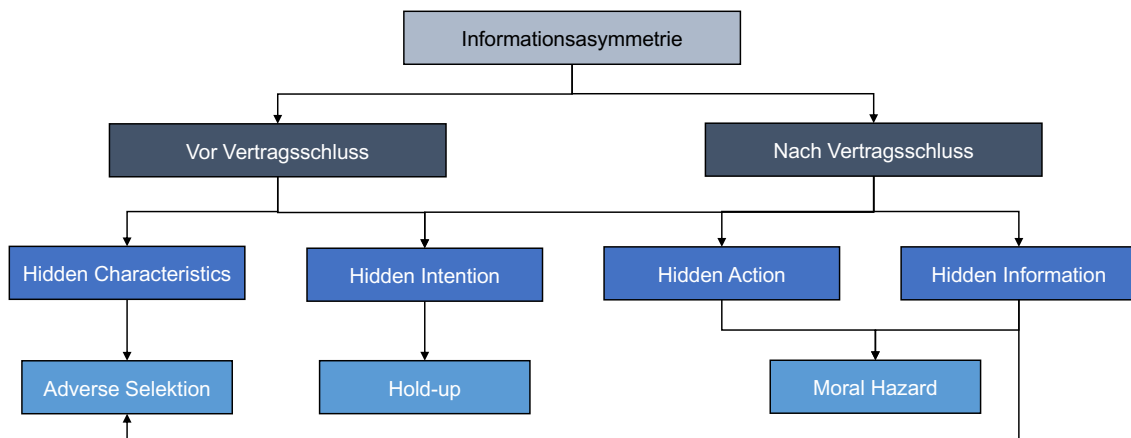 Informationsasymmetrie
Vor Vertragsschluss
Nach Vertragsschluss
Hidden Characteristics
Hidden Intention
Hidden Action
Hidden Information
Adverse Selektion
Hold-up
Moral Hazard